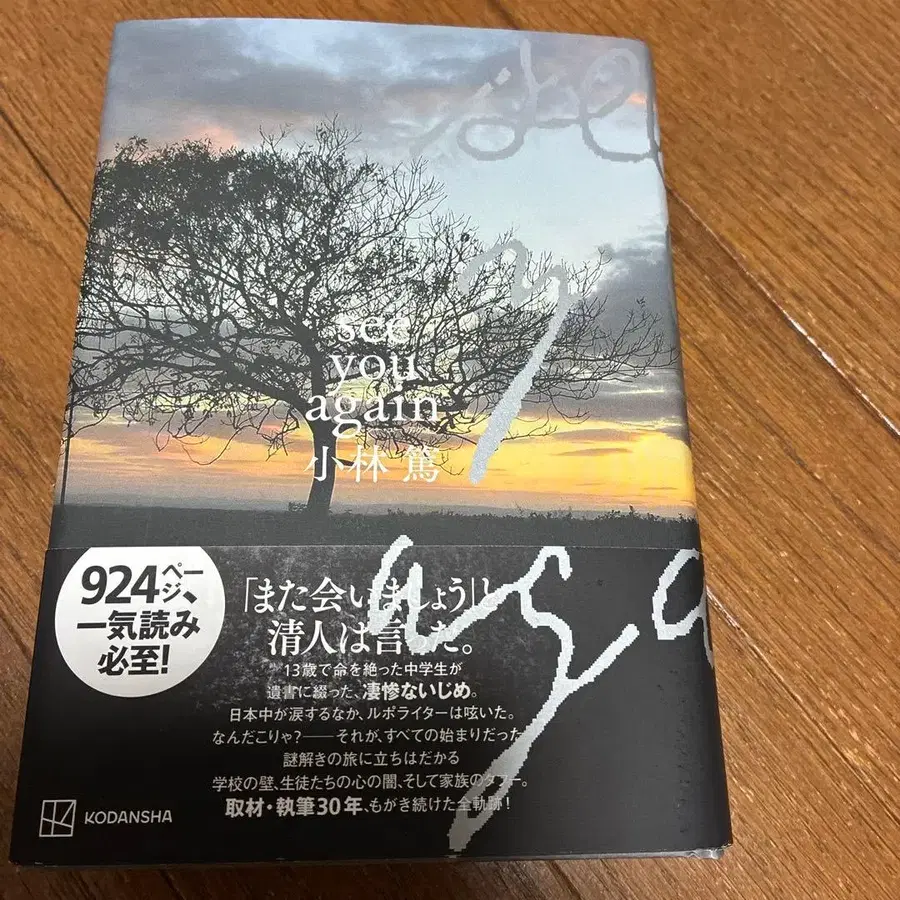 see
you
again
小林 篤
924ページ、
一気読み
必至!
「また会いましょう」と
清人は言った。
13歳で命を絶った中学生が
遺書に綴った、凄惨ないじめ。
日本中が涙するなか、ルポライターは呟いた。
なんだこりゃ?——それが、すべての始まりだった
謎解きの旅に立ちはだかる
学校の壁、生徒たちの心の闇、そして家族のタブー。
取材・執筆30年、もがき続けた全軌跡!
KODANSHA